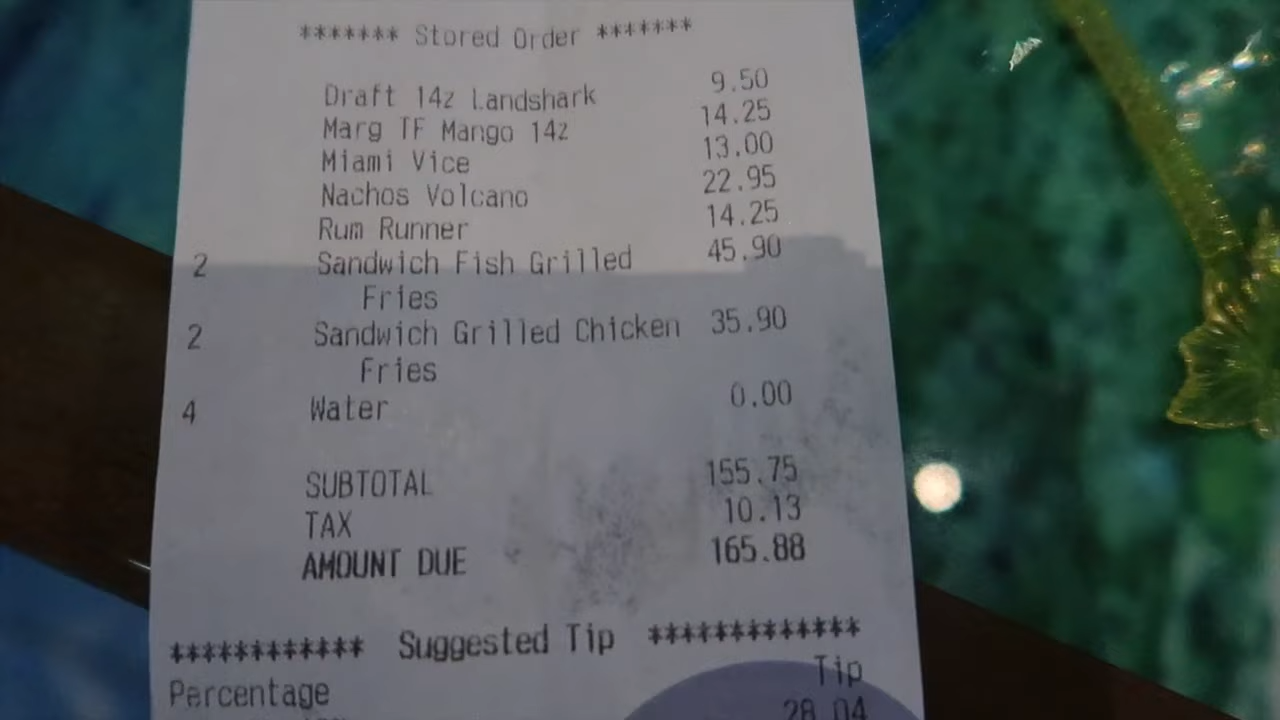 ******* Stored Order *******
Draft 14z Landshark 9.50
Marg TF Mango 14z 14.25
Miami Vice 13.00
Nachos Volcano 22.95
Rum Runner 14.25
2 Sandwich Fish Grilled 45.90
Fries
2 Sandwich Grilled Chicken 35.90
Fries
4 Water 0.00
SUBTOTAL 155.75
TAX 10.13
AMOUNT DUE 165.88
************ Suggested Tip *************
Percentage Tip
28.04